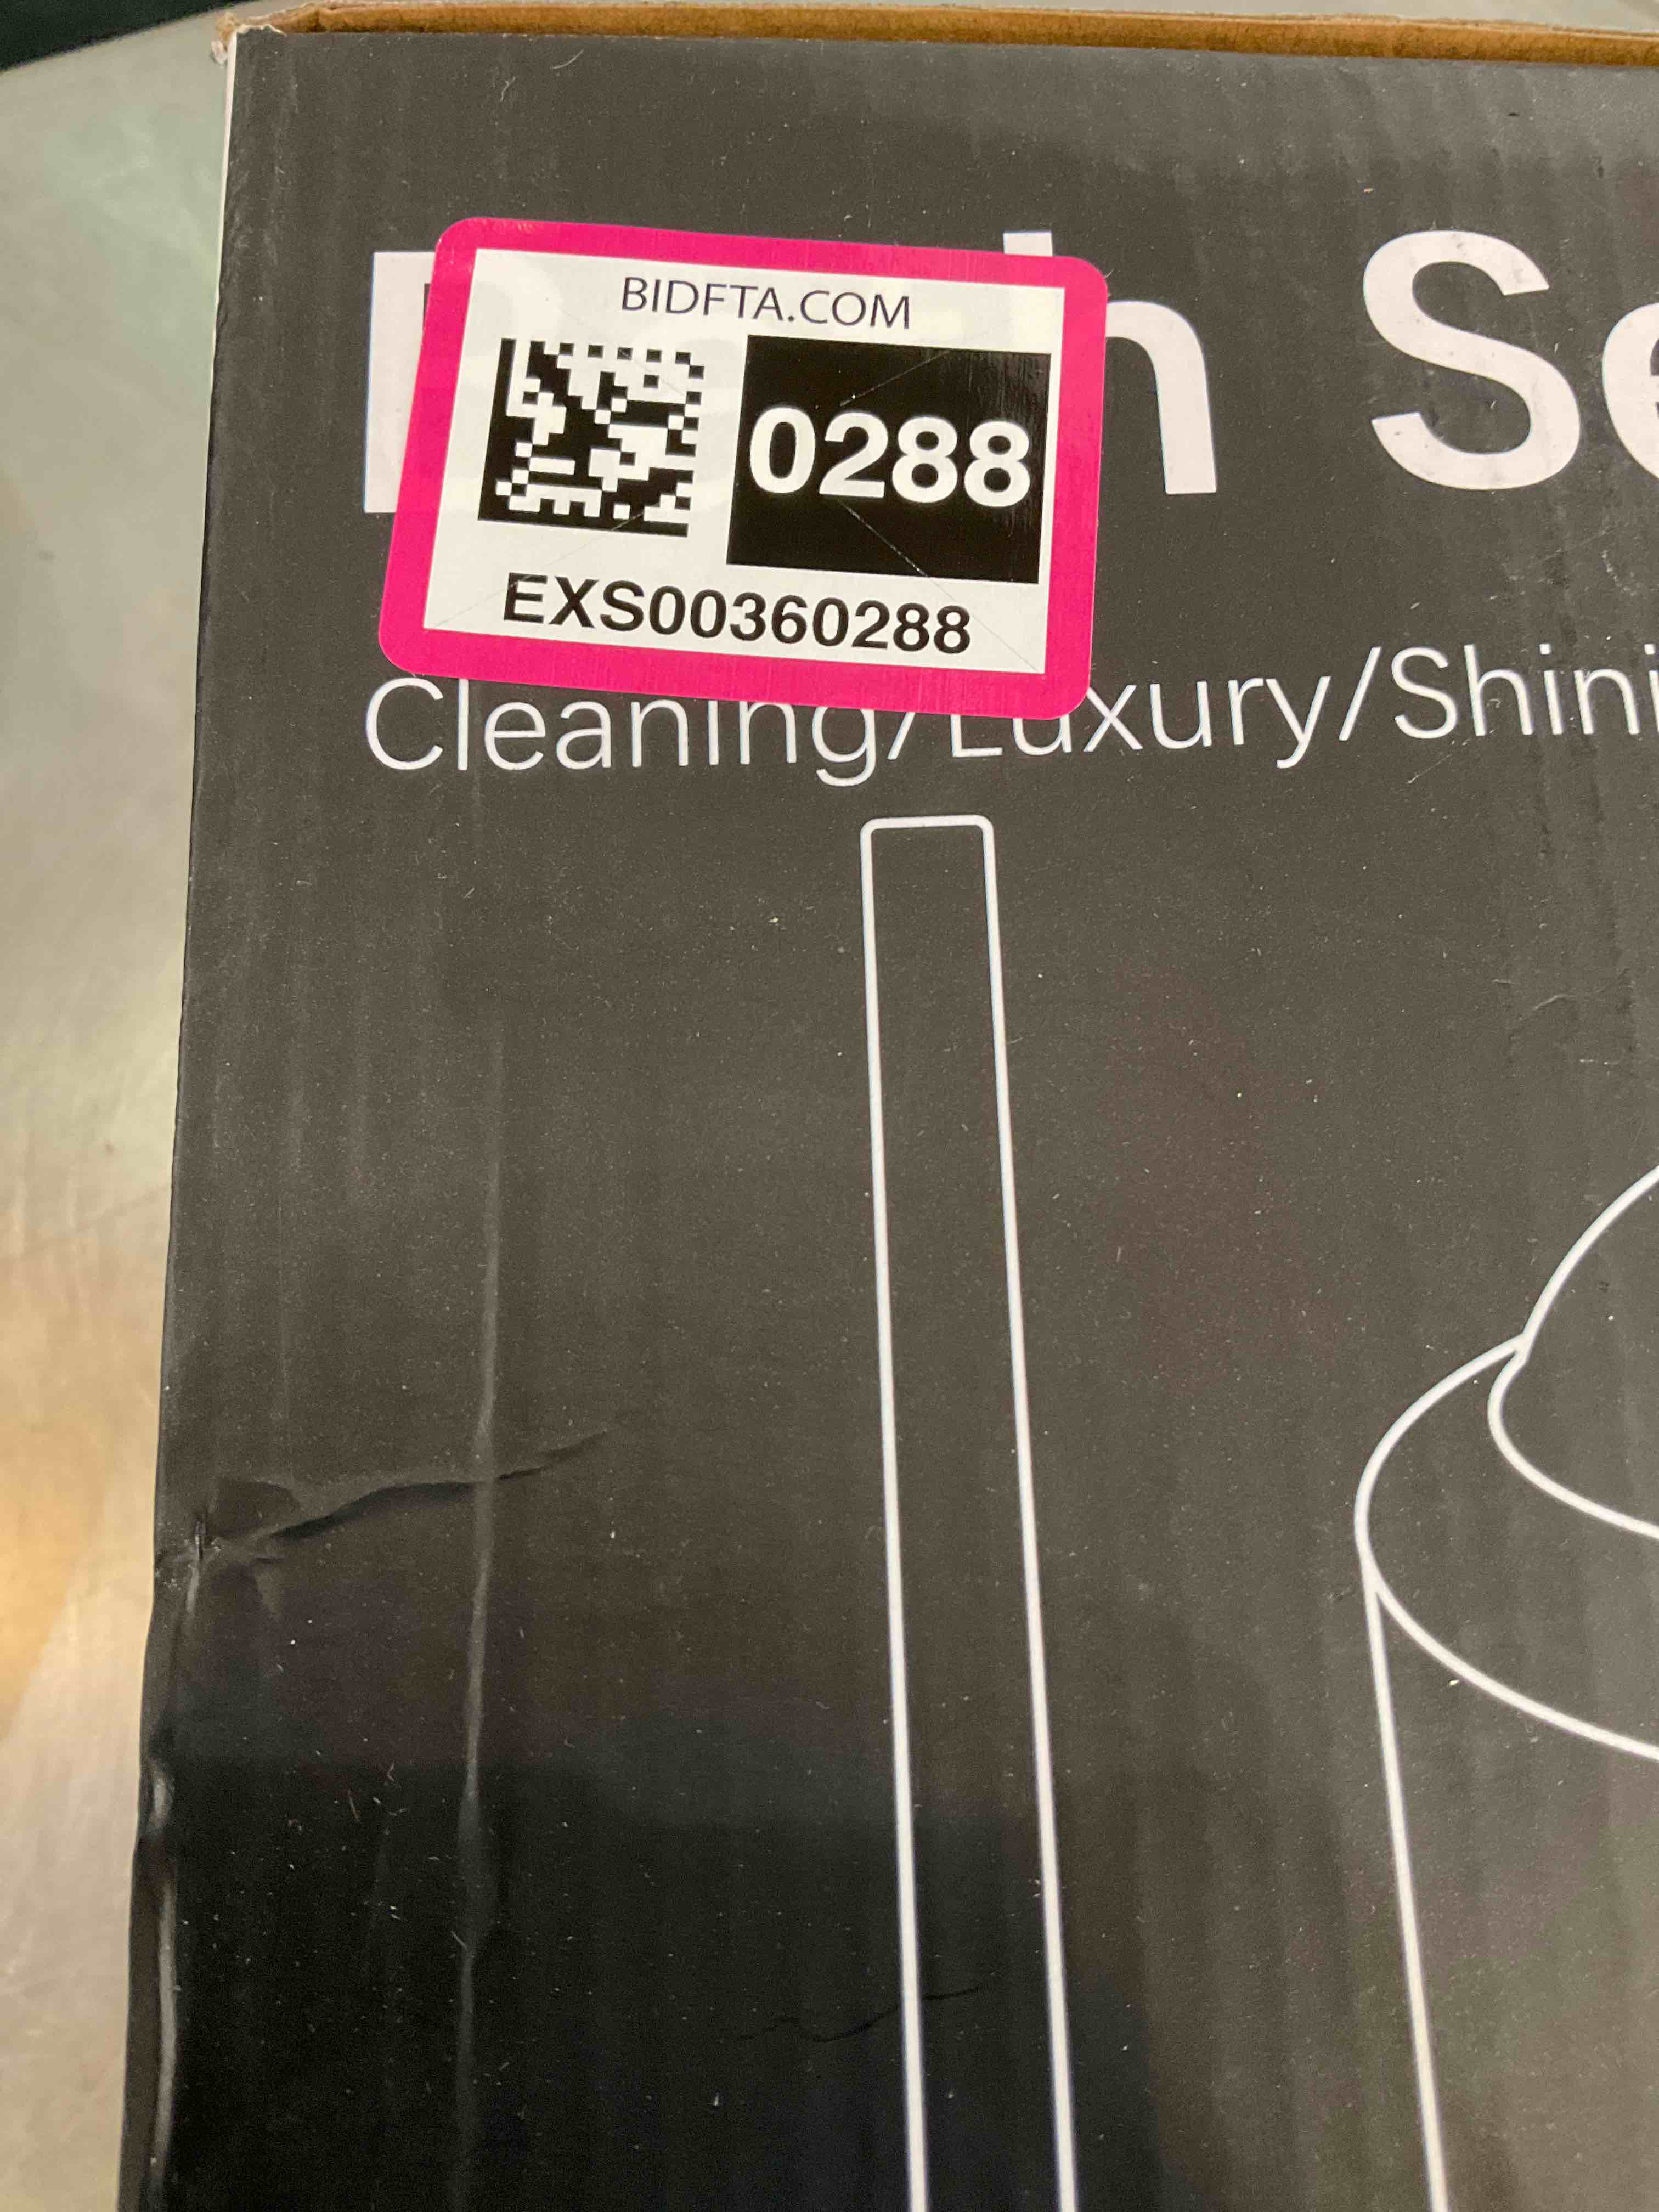 BIDFTA.COM
0288
EXS00360288
Cleaning/Luxury/Shini